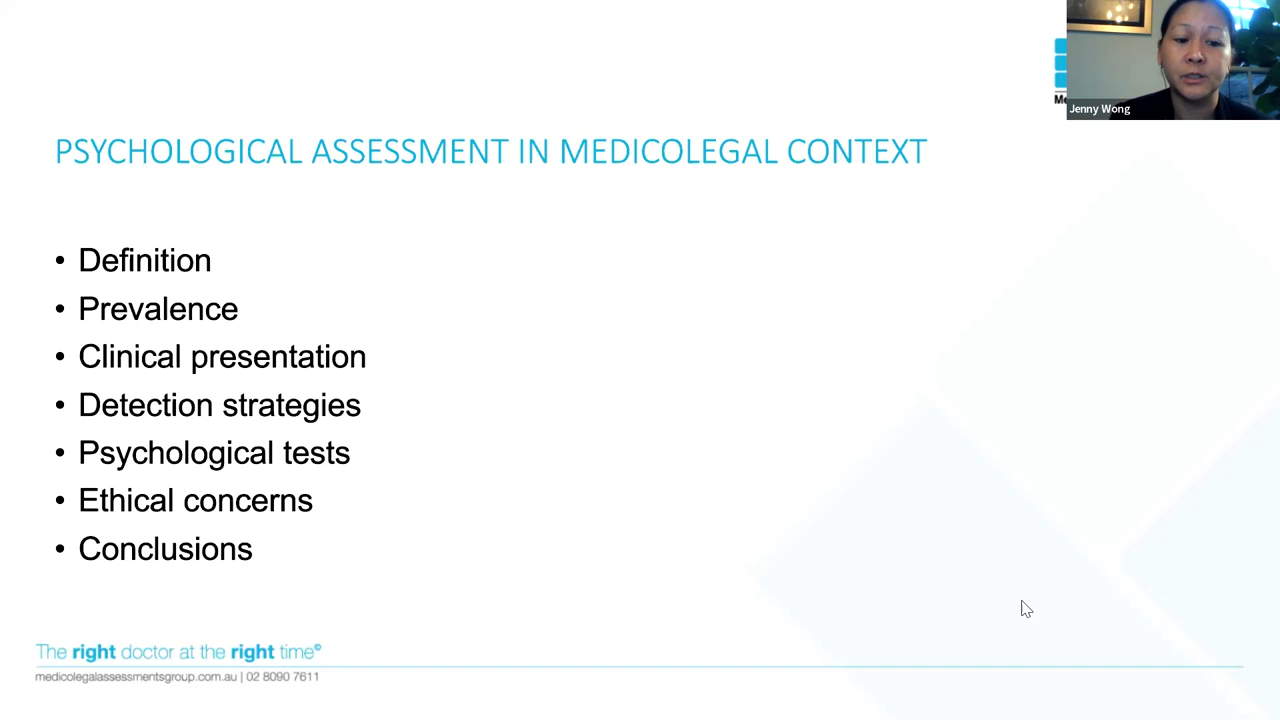 Me
Jenny Wong
PSYCHOLOGICAL ASSESSMENT IN MEDICOLEGAL CONTEXT
• Definition
• Prevalence
• Clinical presentation
• Detection strategies
• Psychological tests
• Ethical concerns
• Conclusions
The right doctor at the right time©
medicolegalassessmentsgroup.com.au | 02 8090 7611